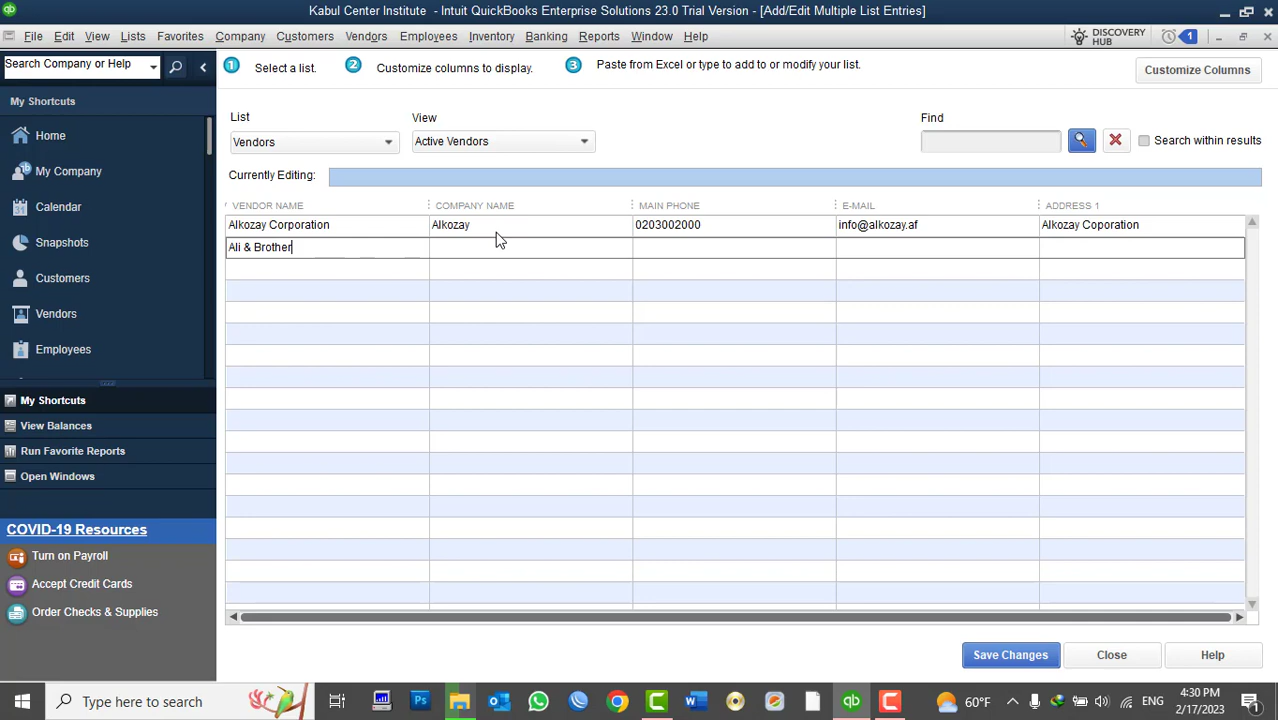 Kabul Center Institute - Intuit QuickBooks Enterprise Solutions 23.0 Trial Version - [Add/Edit Multiple List Entries]
File Edit View Lists Favorites Company Customers Vendors Employees Inventory Banking Reports Window Help
DISCOVERY HUB
1
Search Company or Help
1 Select a list.
2 Customize columns to display.
3 Paste from Excel or type to add to or modify your list.
Customize Columns
My Shortcuts
Home
My Company
Calendar
Snapshots
Customers
Vendors
Employees
My Shortcuts
View Balances
Run Favorite Reports
Open Windows
COVID-19 Resources
Turn on Payroll
Accept Credit Cards
Order Checks & Supplies
List View Find
Vendors Active Vendors Search within results
Currently Editing:
VENDOR NAME COMPANY NAME MAIN PHONE E-MAIL ADDRESS 1
Alkozay Corporation Alkozay 0203002000 info@alkozay.af Alkozay Coporation
Ali & Brother
Save Changes Close Help
Type here to search
60°F
ENG
4:30 PM
2/17/2023
1